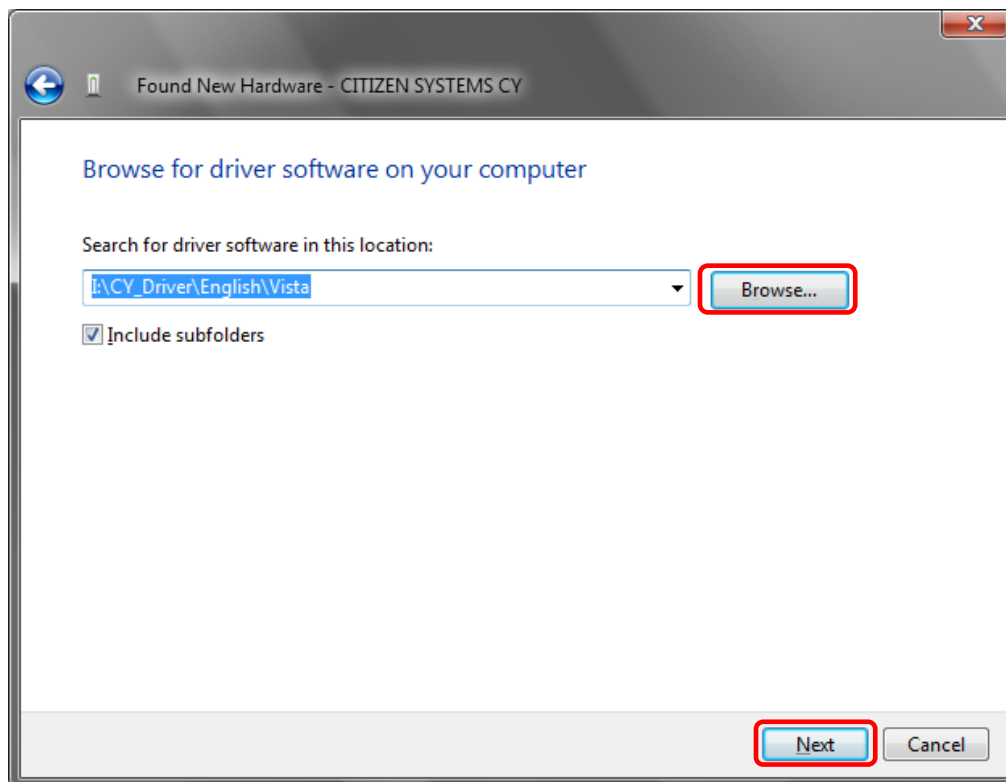 Found New Hardware - CITIZEN SYSTEMS CY
Browse for driver software on your computer
Search for driver software in this location:
I:\CY_Driver\English\Vista
Browse...
Include subfolders
Next
Cancel